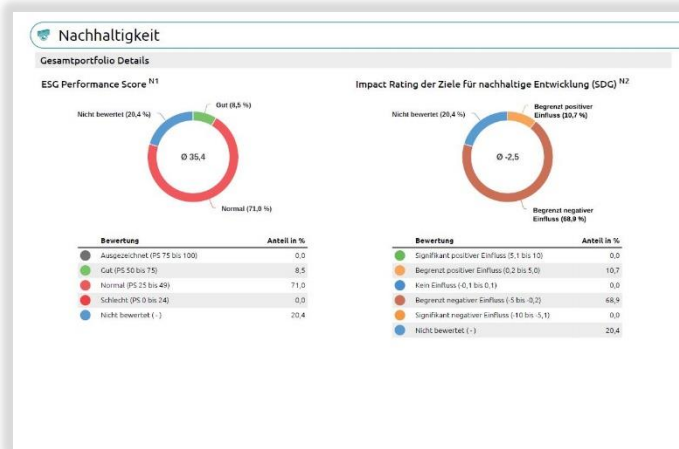 Nachhaltigkeit
Gesamtportfolio Details
ESG Performance Score N1
Nicht bewertet (20,4 %)
Gut (8,5 %)
Ø 35,4
Normal (71,0 %)
Bewertung Anteil in %
Ausgezeichnet (PS 75 bis 100) 0,0
Gut (PS 50 bis 75) 8,5
Normal (PS 25 bis 49) 71,0
Schlecht (PS 0 bis 24) 0,0
Nicht bewertet ( - ) 20,4
Impact Rating der Ziele für nachhaltige Entwicklung (SDG) N2
Nicht bewertet (20,4 %)
Begrenzt positiver
Einfluss (10,7 %)
Ø -2,5
Begrenzt negativer
Einfluss (68,9 %)
Bewertung Anteil in %
Signifikant positiver Einfluss (5,1 bis 10) 0,0
Begrenzt positiver Einfluss (0,2 bis 5,0) 10,7
Kein Einfluss (-0,1 bis 0,1) 0,0
Begrenzt negativer Einfluss (-5 bis -0,2) 68,9
Signifikant negativer Einfluss (-10 bis -5,1) 0,0
Nicht bewertet ( - ) 20,4